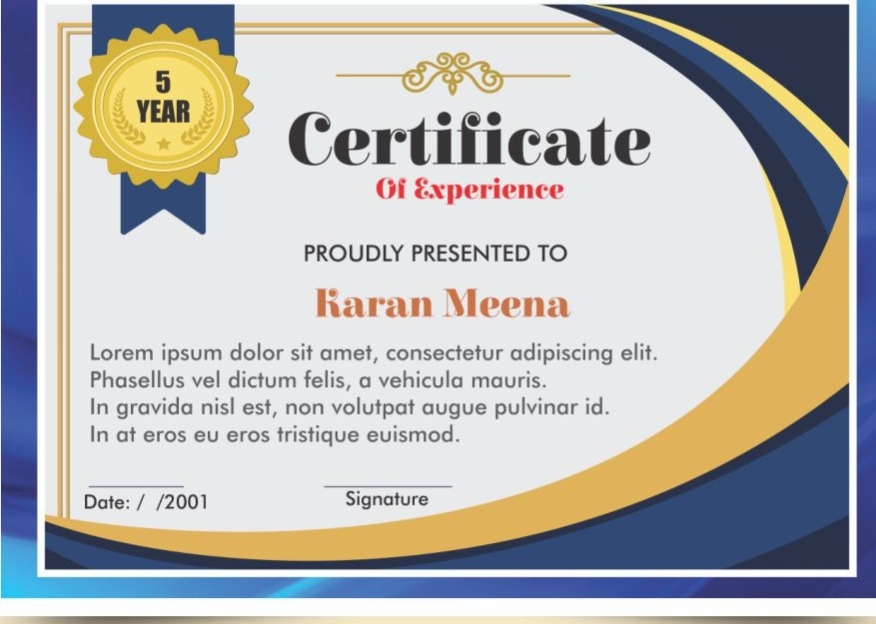 5
YEAR
Certificate
Of Experience
PROUDLY PRESENTED TO
Karan Meena
Lorem ipsum dolor sit amet, consectetur adipiscing elit.
Phasellus vel dictum felis, a vehicula mauris.
In gravida nisl est, non volutpat augue pulvinar id.
In at eros eu eros tristique euismod.
Date: /  /2001
Signature